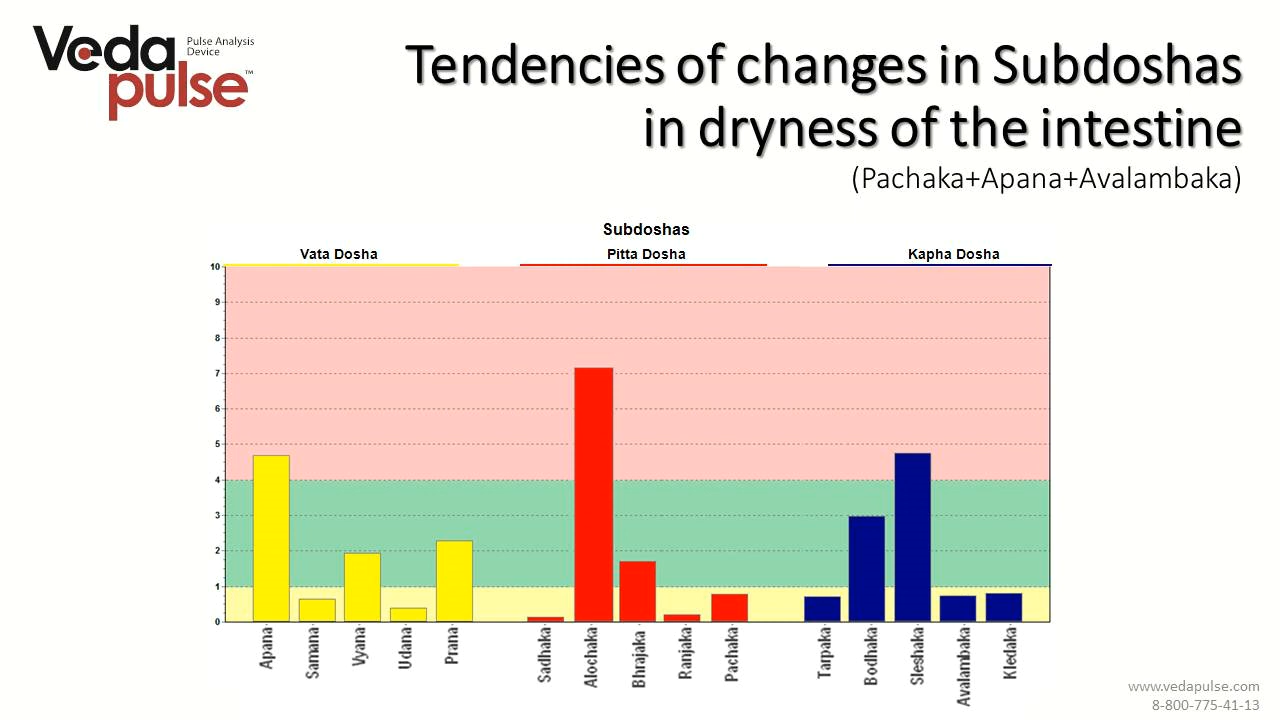 Veda
pulse™
Pulse Analysis
Device
Tendencies of changes in Subdoshas
in dryness of the intestine
(Pachaka+Apana+Avalambaka)
Subdoshas
Vata Dosha
Pitta Dosha
Kapha Dosha
10
9
8
7
6
5
4
3
2
1
0
Apana
Samana
Vyana
Udana
Prana
Sadhaka
Alochaka
Bhrajaka
Ranjaka
Pachaka
Tarpaka
Bodhaka
Sleshaka
Avalambaka
Kledaka
www.vedapulse.com
8-800-775-41-13